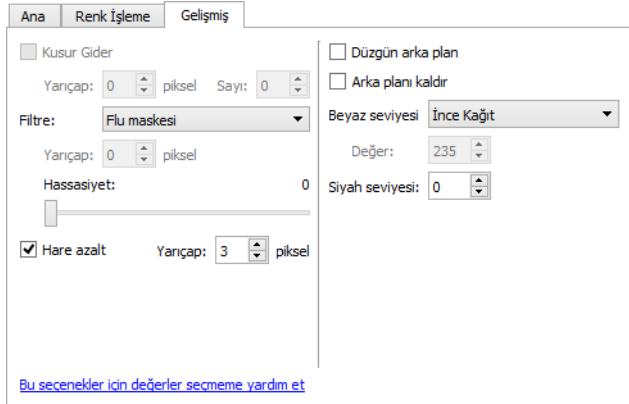 Ana Renk İşleme Gelişmiş
Kusur Gider
Yarıçap: 0 piksel Sayı: 0
Filtre: Flu maskesi
Yarıçap: 0 piksel
Hassasiyet: 0
Hare azalt Yarıçap: 3 piksel
Bu seçenekler için değerler seçmeme yardım et
Düzgün arka plan
Arka planı kaldır
Beyaz seviyesi İnce Kağıt
Değer: 235
Siyah seviyesi: 0